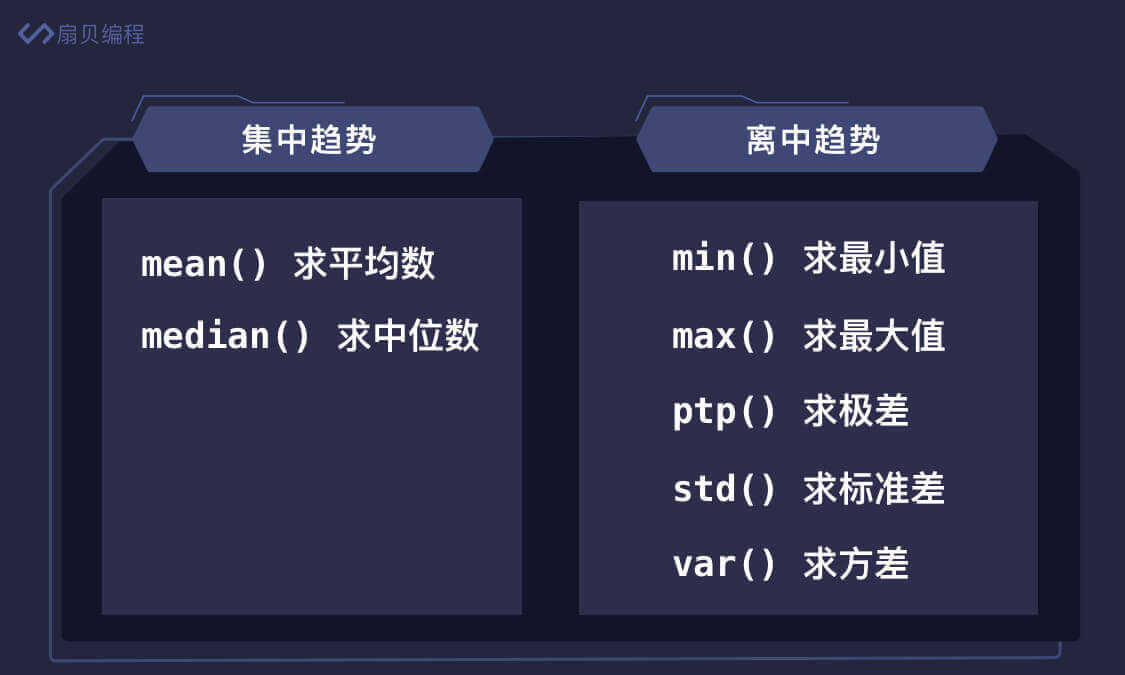 扇贝编程
集中趋势
mean() 求平均数
median() 求中位数
离中趋势
min() 求最小值
max() 求最大值
ptp() 求极差
std() 求标准差
var() 求方差